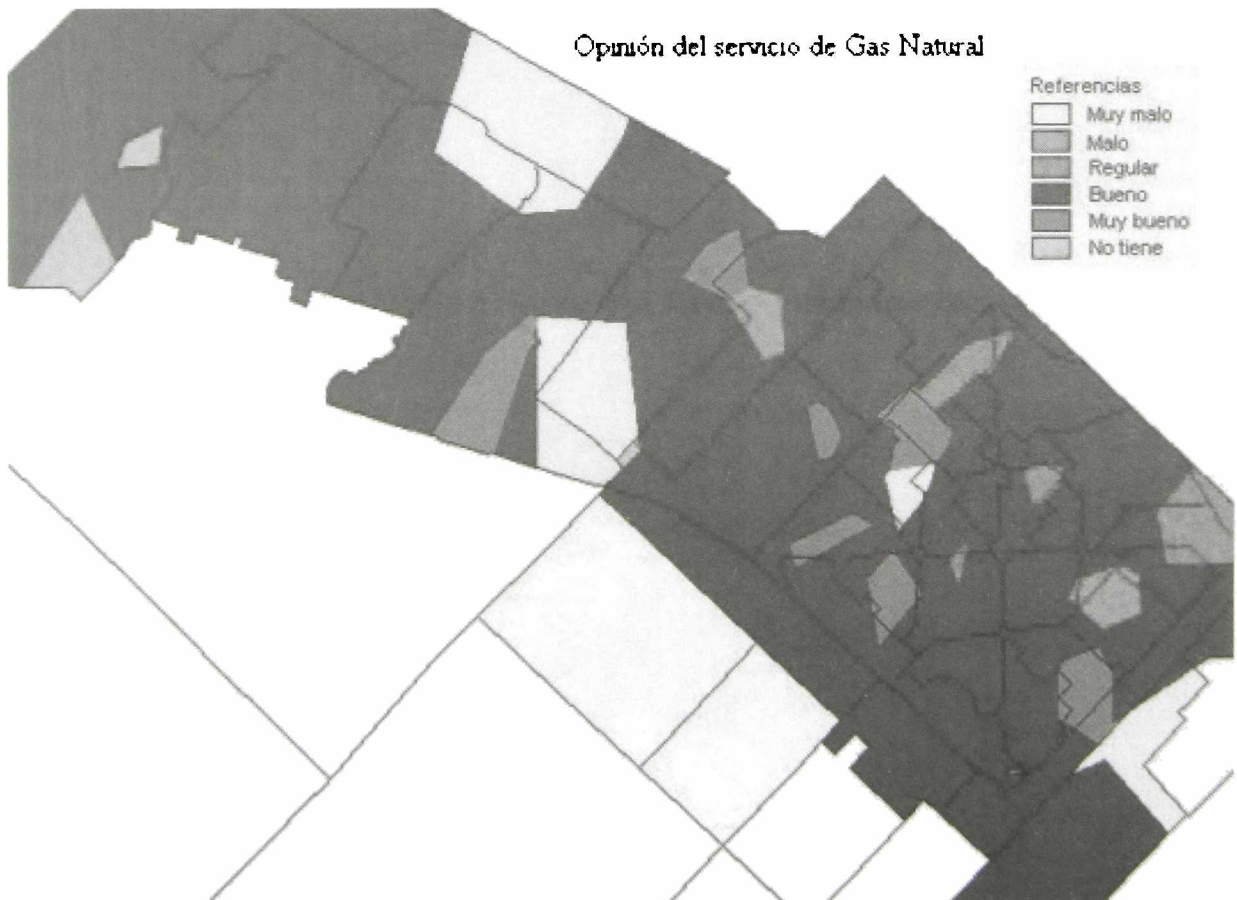 Opinión del servicio de Gas Natural
Referencias
Muy malo
Malo
Regular
Bueno
Muy bueno
No tiene